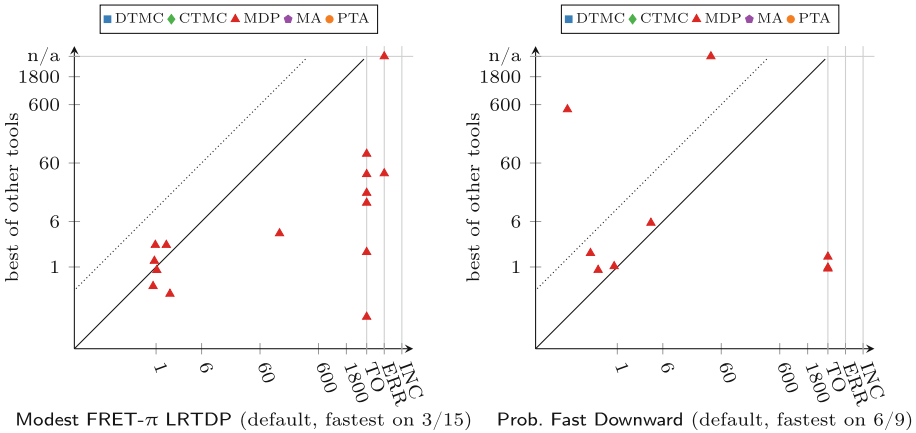 DTMC CTMC MDP MA PTA
n/a
1800
600
60
6
1
best of other tools
1 6 60 600 1800 TO ERR INC
Modest FRET-π LRTDP (default, fastest on 3/15)
DTMC CTMC MDP MA PTA
n/a
1800
600
60
6
1
best of other tools
1 6 60 600 1800 TO ERR INC
Prob. Fast Downward (default, fastest on 6/9)